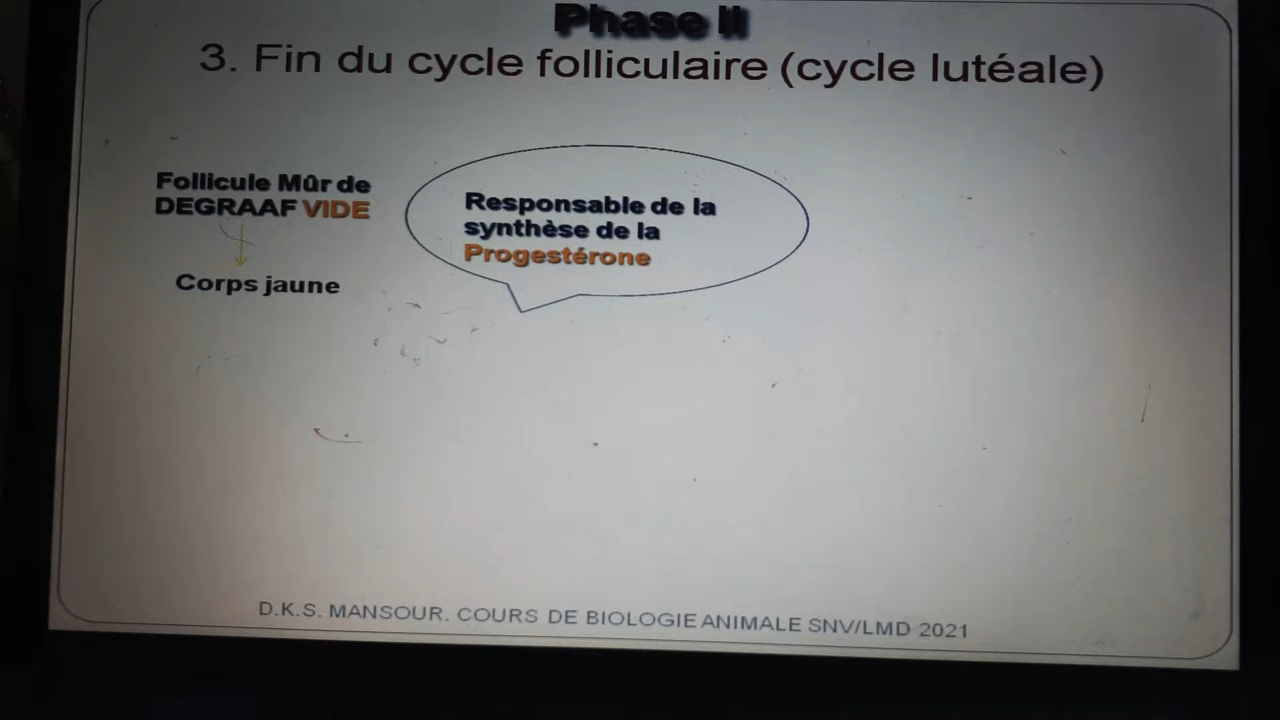 Phase II
3. Fin du cycle folliculaire (cycle lutéale)
Follicule Mûr de
DEGRAAF VIDE
Corps jaune
Responsable de la
synthèse de la
Progestérone
D.K.S. MANSOUR. COURS DE BIOLOGIE ANIMALE SNV/LMD 2021